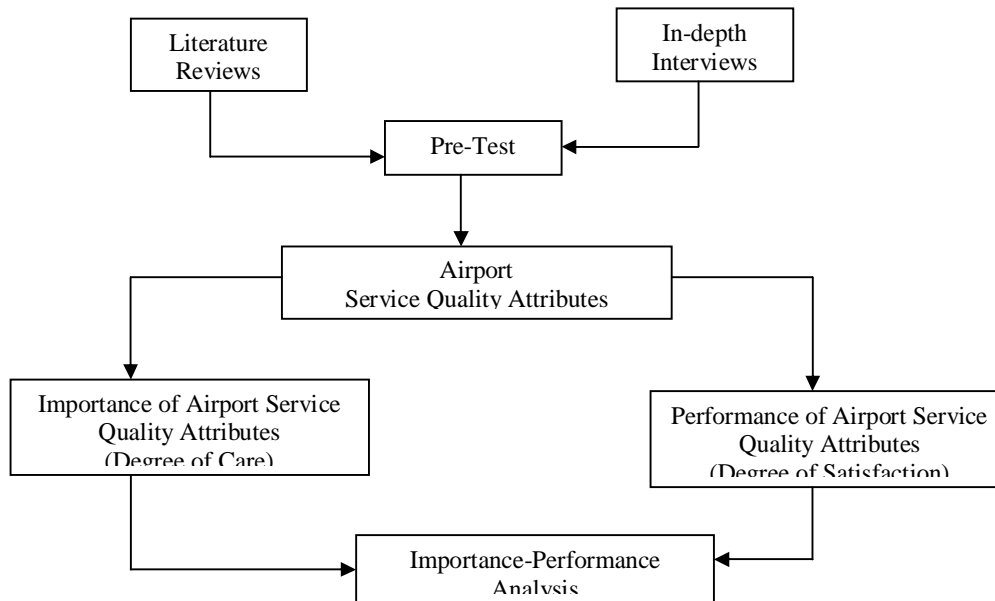 Literature
Reviews
In-depth
Interviews
Pre-Test
Airport
Service Quality Attributes
Importance of Airport Service
Quality Attributes
(Degree of Care)
Performance of Airport Service
Quality Attributes
(Degree of Satisfaction)
Importance-Performance
Analysis